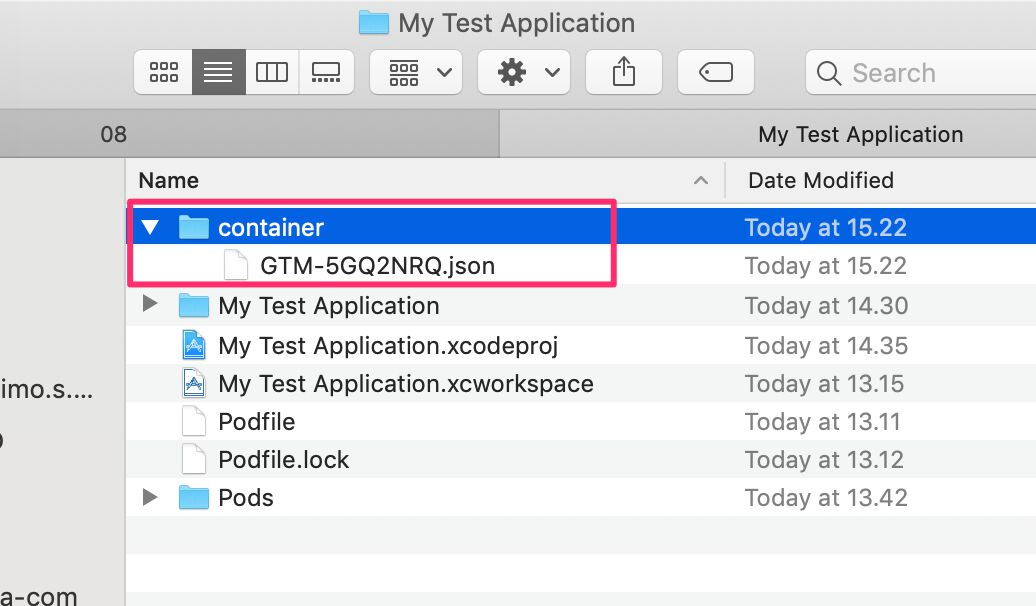 My Test Application
Search
08
My Test Application
Name
Date Modified
container
Today at 15.22
GTM-5GQ2NRQ.json
Today at 15.22
My Test Application
Today at 14.30
My Test Application.xcodeproj
Today at 14.35
imo.s....
My Test Application.xcworkspace
Today at 13.15
Podfile
Today at 13.11
Podfile.lock
Today at 13.12
Pods
Today at 13.42
a-com